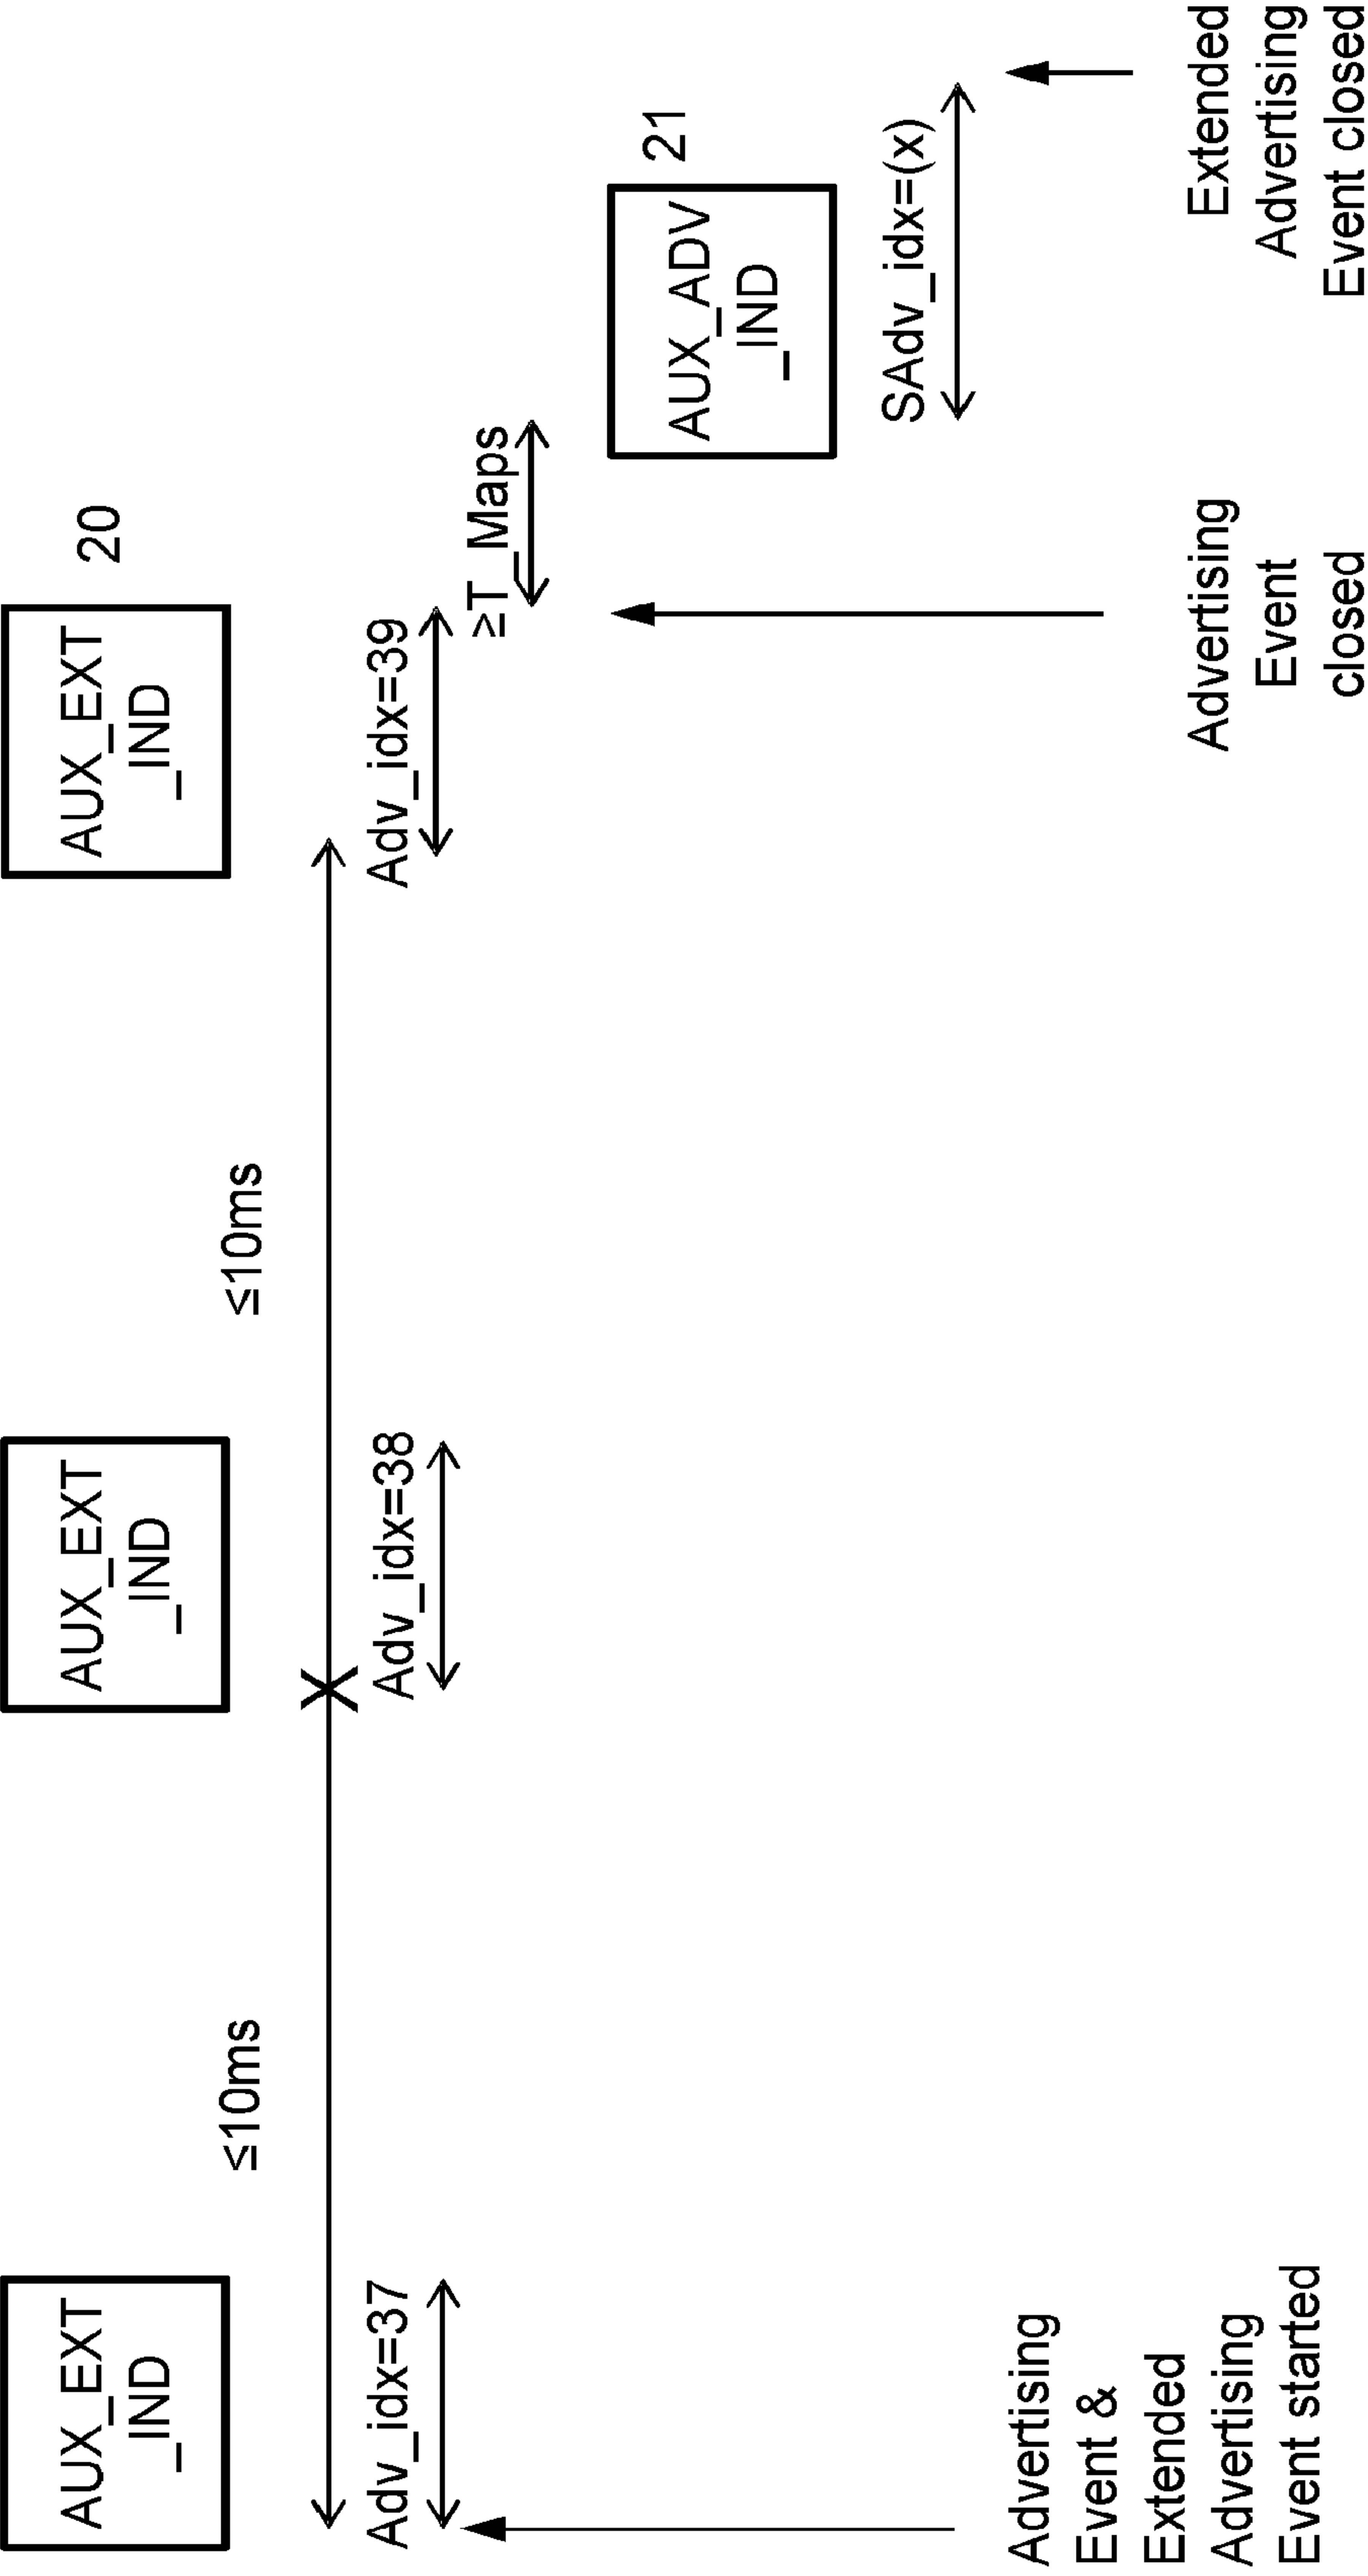 AUX_EXT
_IND
AUX_EXT
_IND
AUX_EXT
_IND
20
≤10ms
≤10ms
X
Adv_idx=37
Adv_idx=38
Adv_idx=39
≥T_Maps
AUX_ADV
_IND
21
SAdv_idx=(x)
Advertising
Event &
Extended
Advertising
Event started
Advertising
Event
closed
Extended
Advertising
Event closed